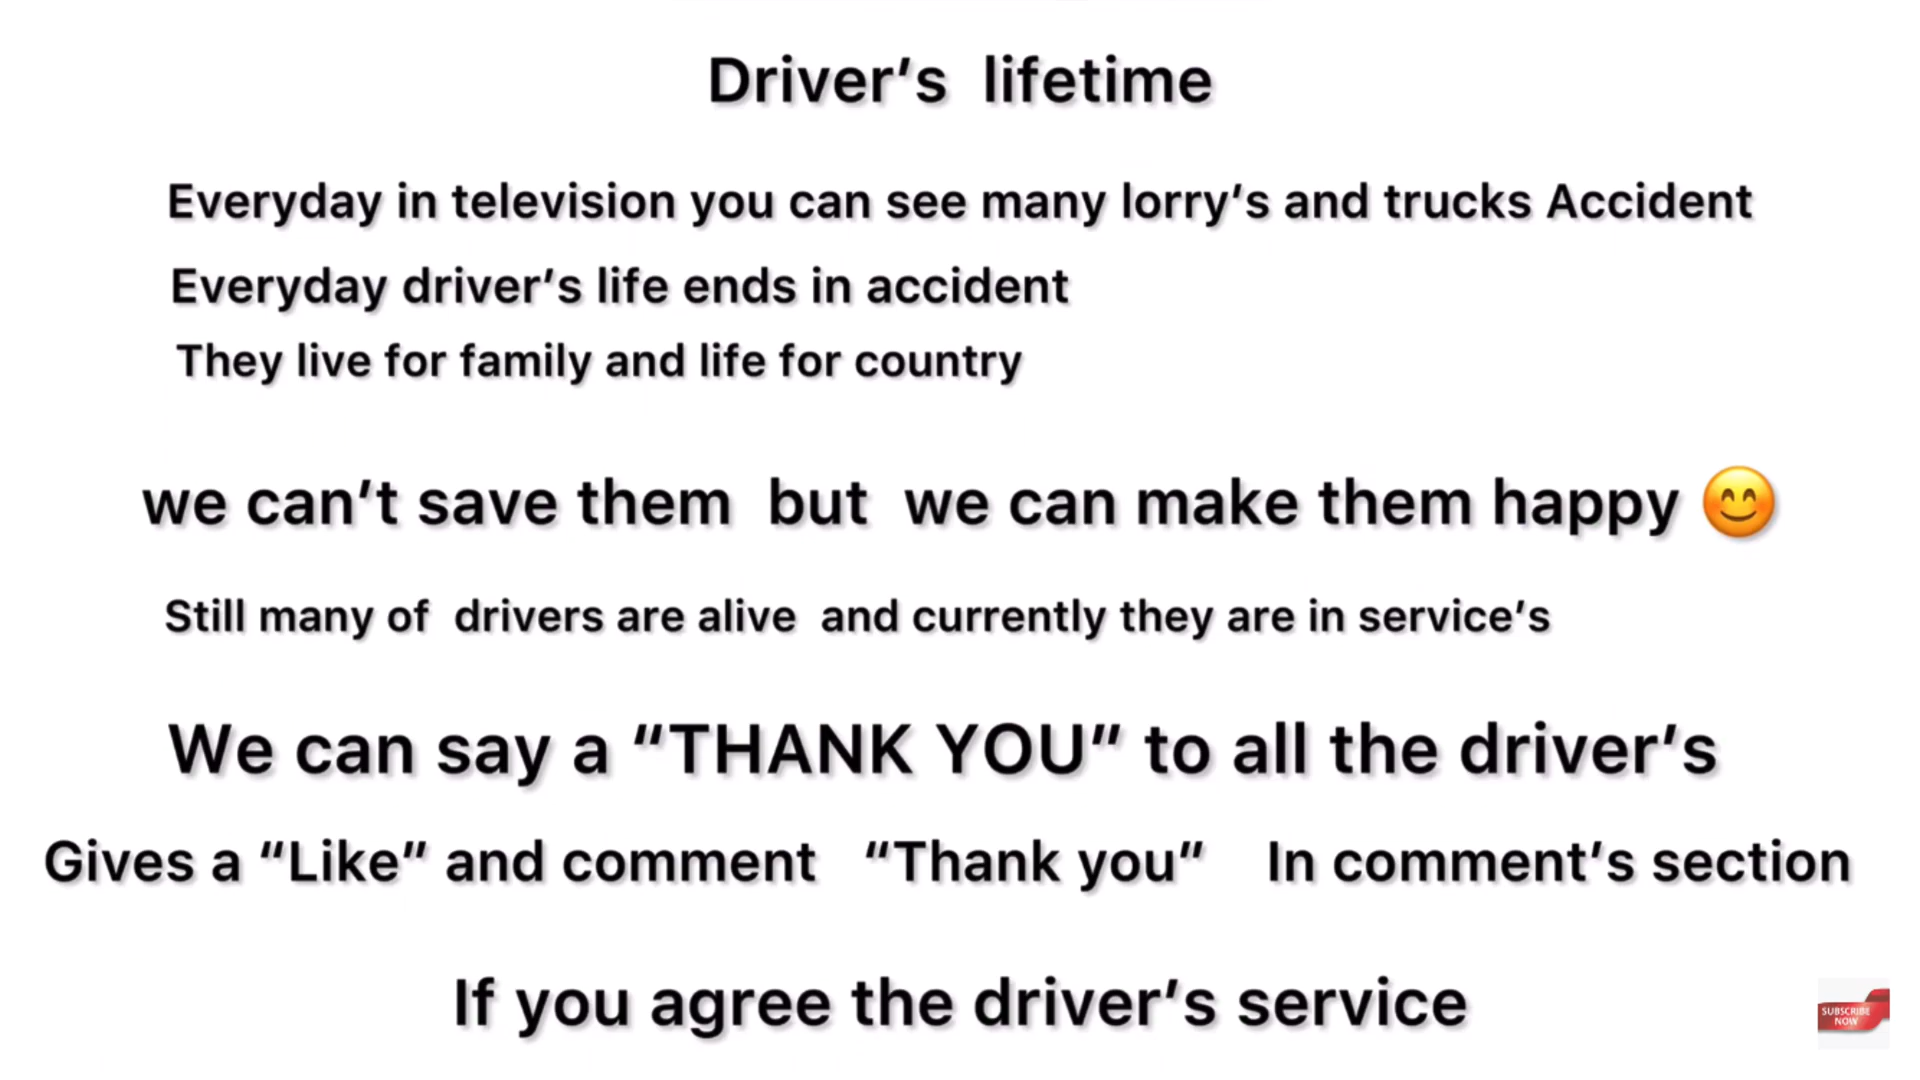 Driver’s lifetime
Everyday in television you can see many lorry’s and trucks Accident
Everyday driver’s life ends in accident
They live for family and life for country
we can’t save them but we can make them happy 😊
Still many of drivers are alive and currently they are in service’s
We can say a “THANK YOU” to all the driver’s
Gives a “Like” and comment “Thank you” In comment’s section
If you agree the driver’s service
SUBSCRIBE
NOW